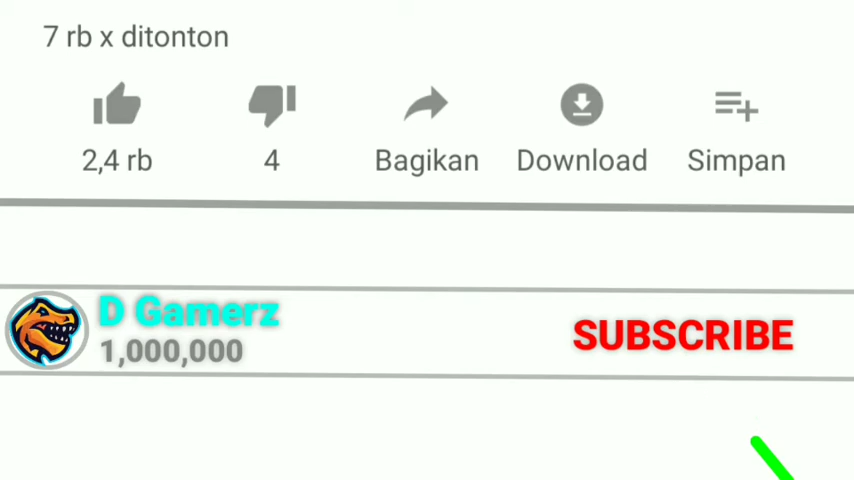 7 rb x ditonton
2,4 rb 4 Bagikan Download Simpan
D Gamerz
1,000,000
SUBSCRIBE